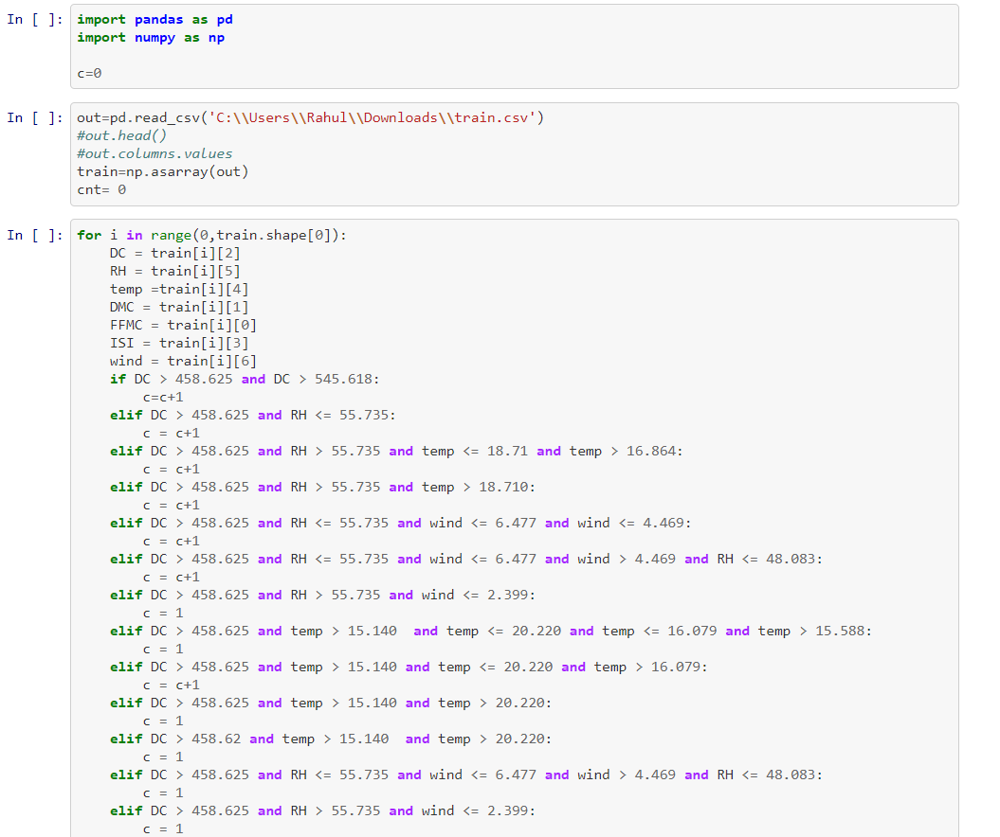 In [ ]: import pandas as pd
import numpy as np
c=0
In [ ]: out=pd.read_csv('C:\\Users\\Rahul\\Downloads\\train.csv')
#out.head()
#out.columns.values
train=np.asarray(out)
cnt= 0
In [ ]: for i in range(0,train.shape[0]):
    DC = train[i][2]
    RH = train[i][5]
    temp =train[i][4]
    DMC = train[i][1]
    FFMC = train[i][0]
    ISI = train[i][3]
    wind = train[i][6]
    if DC > 458.625 and DC > 545.618:
        c=c+1
    elif DC > 458.625 and RH <= 55.735:
        c = c+1
    elif DC > 458.625 and RH > 55.735 and temp <= 18.71 and temp > 16.864:
        c = c+1
    elif DC > 458.625 and RH > 55.735 and temp > 18.710:
        c = c+1
    elif DC > 458.625 and RH <= 55.735 and wind <= 6.477 and wind <= 4.469:
        c = c+1
    elif DC > 458.625 and RH <= 55.735 and wind <= 6.477 and wind > 4.469 and RH <= 48.083:
        c = c+1
    elif DC > 458.625 and RH > 55.735 and wind <= 2.399:
        c = 1
    elif DC > 458.625 and temp > 15.140  and temp <= 20.220 and temp <= 16.079 and temp > 15.588:
        c = 1
    elif DC > 458.625 and temp > 15.140 and temp <= 20.220 and temp > 16.079:
        c = c+1
    elif DC > 458.625 and temp > 15.140 and temp > 20.220:
        c = 1
    elif DC > 458.62 and temp > 15.140  and temp > 20.220:
        c = 1
    elif DC > 458.625 and RH <= 55.735 and wind <= 6.477 and wind > 4.469 and RH <= 48.083:
        c = 1
    elif DC > 458.625 and RH > 55.735 and wind <= 2.399:
        c = 1